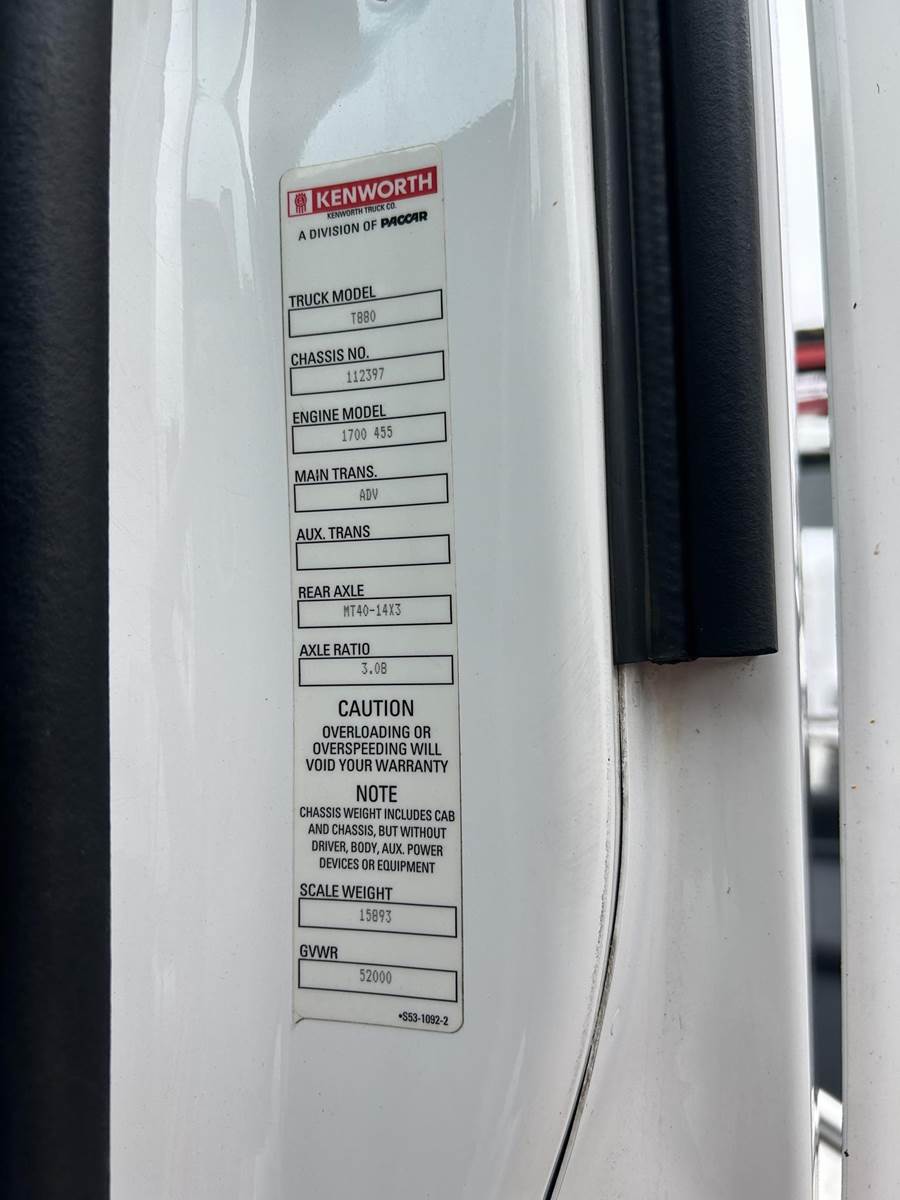 KENWORTH
KENWORTH TRUCK CO.
A DIVISION OF PACCAR
TRUCK MODEL
T880
CHASSIS NO.
112397
ENGINE MODEL
1700 455
MAIN TRANS.
ADV
AUX. TRANS
REAR AXLE
MT40-14X3
AXLE RATIO
3.08
CAUTION
OVERLOADING OR
OVERSPEEDING WILL
VOID YOUR WARRANTY
NOTE
CHASSIS WEIGHT INCLUDES CAB
AND CHASSIS, BUT WITHOUT
DRIVER, BODY, AUX. POWER
DEVICES OR EQUIPMENT
SCALE WEIGHT
15893
GVWR
52000
•S53-1092-2